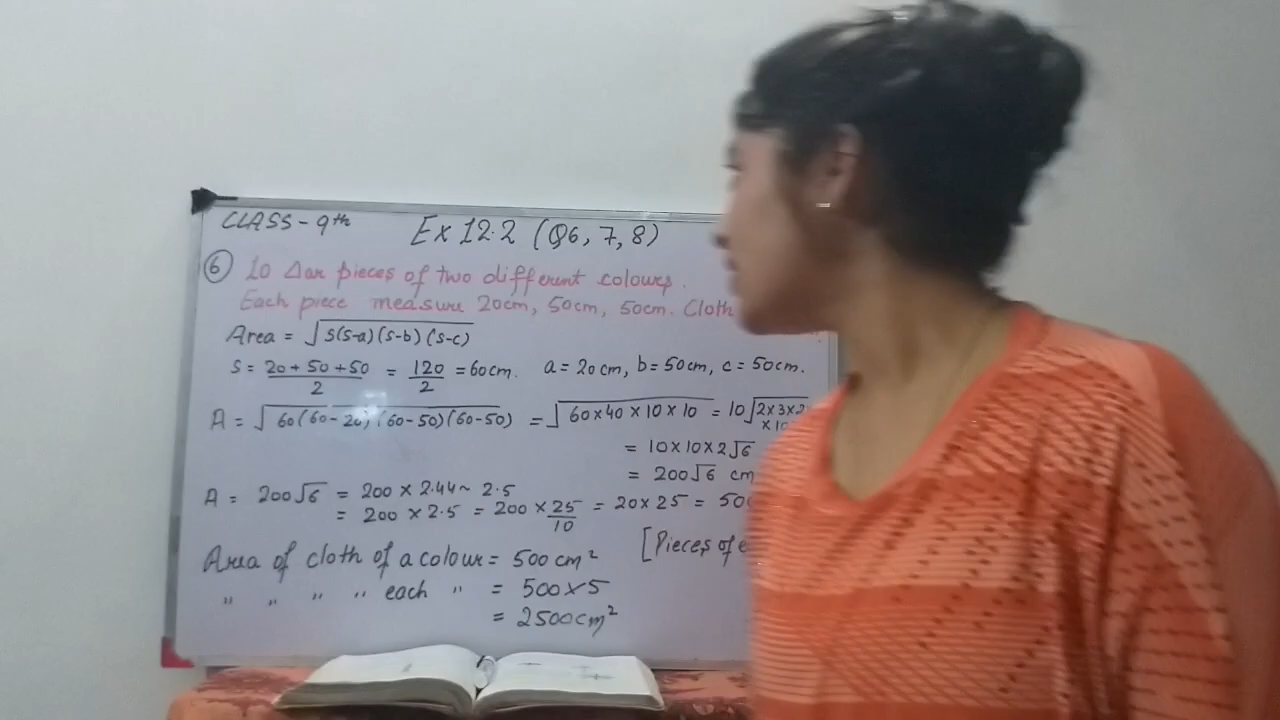 CLASS-9th
Ex 12.2 (Q6, 7, 8)
6 10 Δar pieces of two different colours.
Each piece measure 20cm, 50cm, 50cm. Cloth
Area = √s(s-a)(s-b)(s-c)
S = 20+50+50/2 = 120/2 = 60cm. a = 20cm, b = 50cm, c = 50cm.
A = √60(60-20)(60-50)(60-50) = √60×40×10×10 = 10√2×3×2
×10
= 10×10×2√6
= 200√6 cm
A = 200√6 = 200 × 2.44 ~ 2.5
= 200 × 2.5 = 200 × 25/10 = 20×25 =
Area of cloth of a colour = 500 cm²
[Pieces of
" " " " each " = 500×5
= 2500cm²